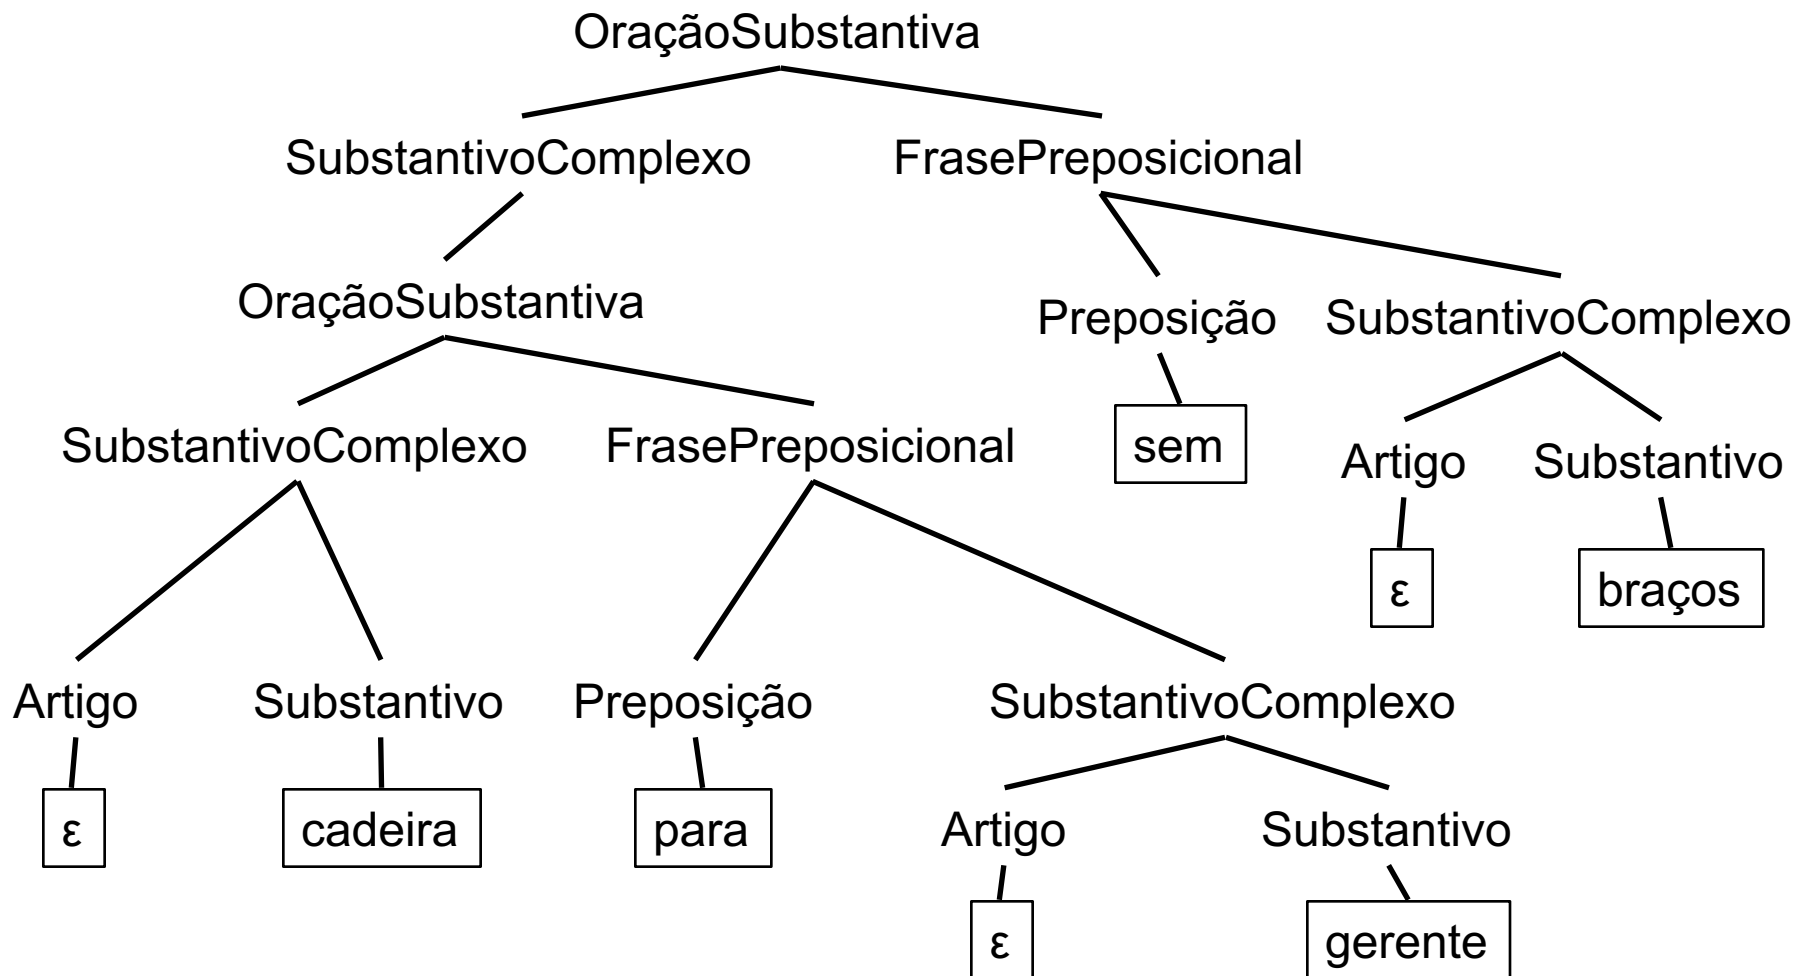 OraçãoSubstantiva
SubstantivoComplexo FrasePreposicional
OraçãoSubstantiva Preposição SubstantivoComplexo
SubstantivoComplexo FrasePreposicional sem Artigo Substantivo
ε braços
Artigo Substantivo Preposição SubstantivoComplexo
ε cadeira para Artigo Substantivo
ε gerente